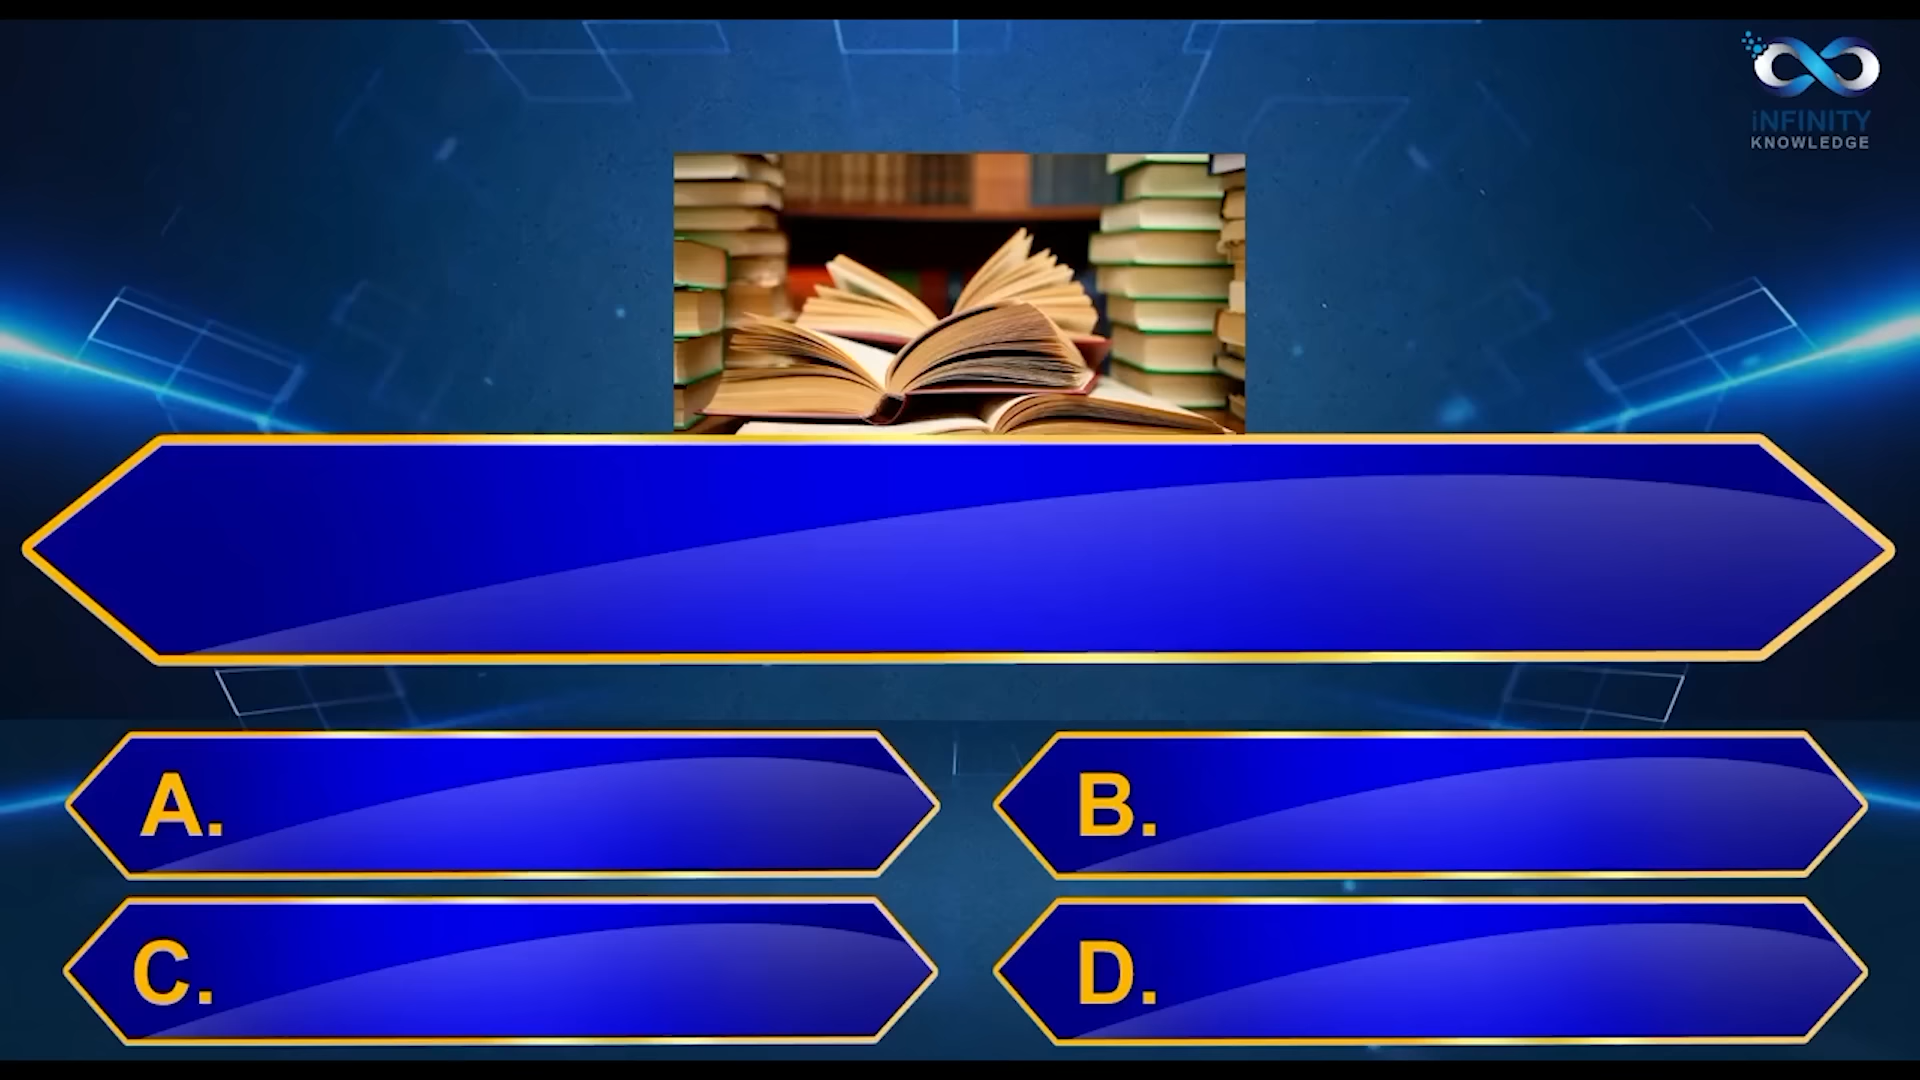 iNFINITY
KNOWLEDGE
A.
B.
C.
D.